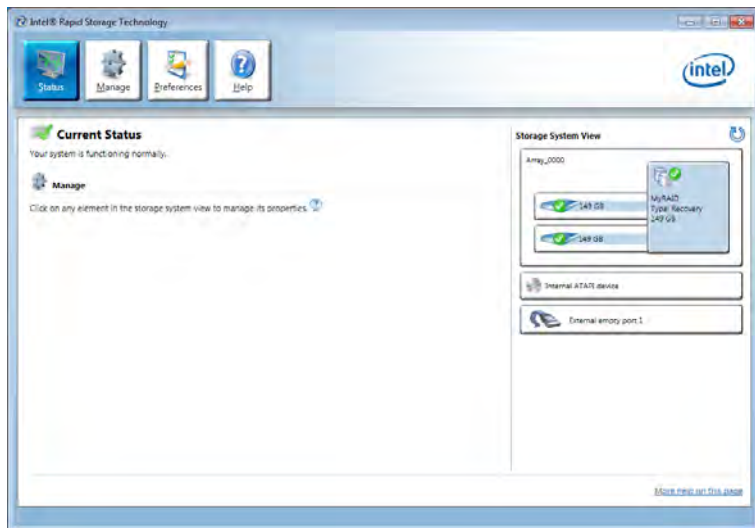 Intel® Rapid Storage Technology
Status
Manage
Preferences
Help
intel
Current Status
Your system is functioning normally.
Manage
Click on any element in the storage system view to manage its properties.
Storage System View
Array_0000
149 GB
149 GB
MyRAID
Type: Recovery
149 GB
Internal ATAPI device
External empty port 1
More help on this page